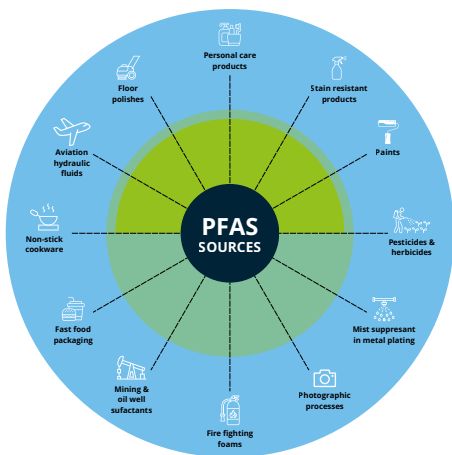 Personal care
products
Floor
polishes
Stain resistant
products
Aviation
hydraulic
fluids
Paints
PFAS
SOURCES
Non-stick
cookware
Pesticides &
herbicides
Fast food
packaging
Mist suppresant
in metal plating
Mining &
oil well
sufactants
Photographic
processes
Fire fighting
foams